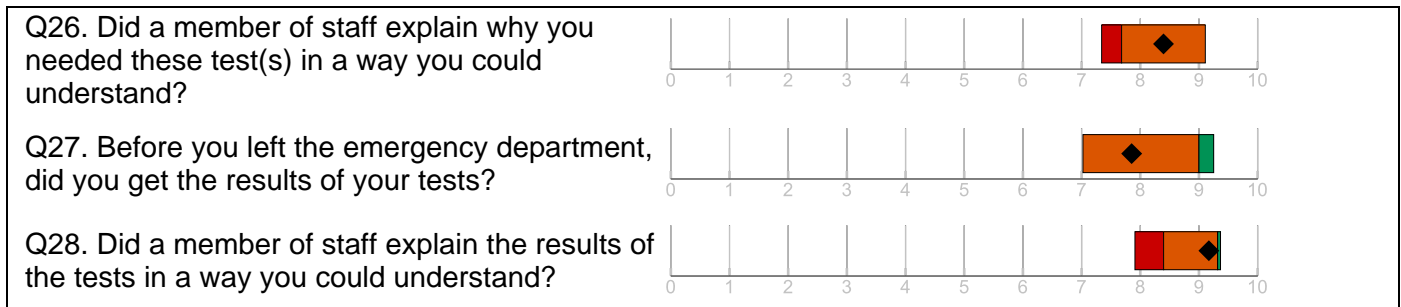 Q26. Did a member of staff explain why you
needed these test(s) in a way you could
understand?
0 1 2 3 4 5 6 7 8 9 10
Q27. Before you left the emergency department,
did you get the results of your tests?
0 1 2 3 4 5 6 7 8 9 10
Q28. Did a member of staff explain the results of
the tests in a way you could understand?
0 1 2 3 4 5 6 7 8 9 10